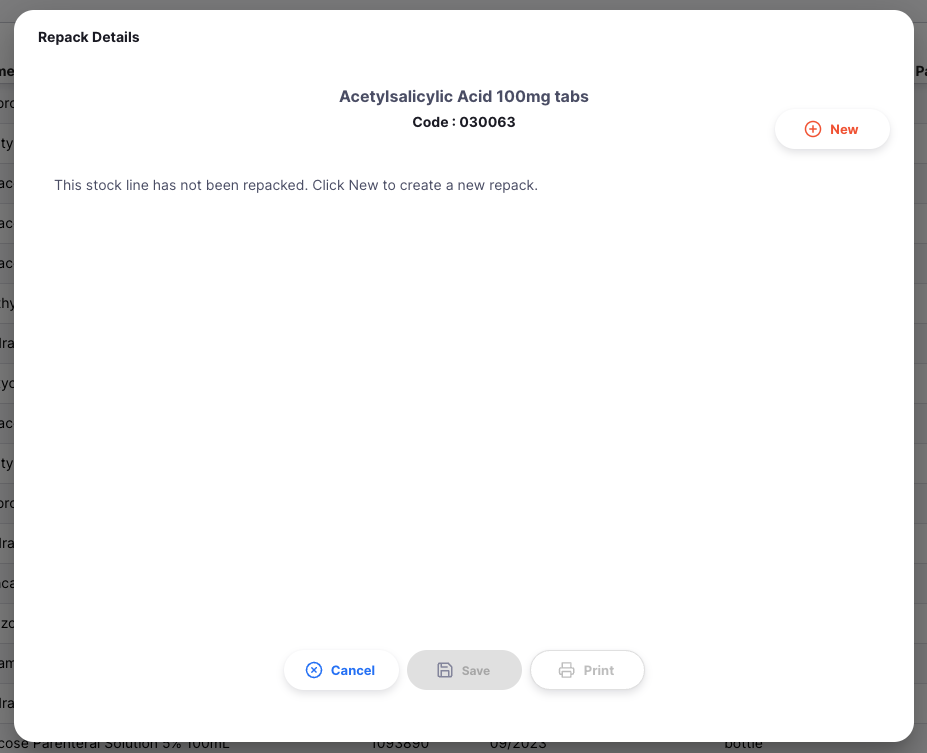 Repack Details
Acetylsalicylic Acid 100mg tabs
Code : 030063
New
This stock line has not been repacked. Click New to create a new repack.
Cancel
Save
Print
cose Parenteral Solution 5% 100mL 1093890 09/2023 bottle